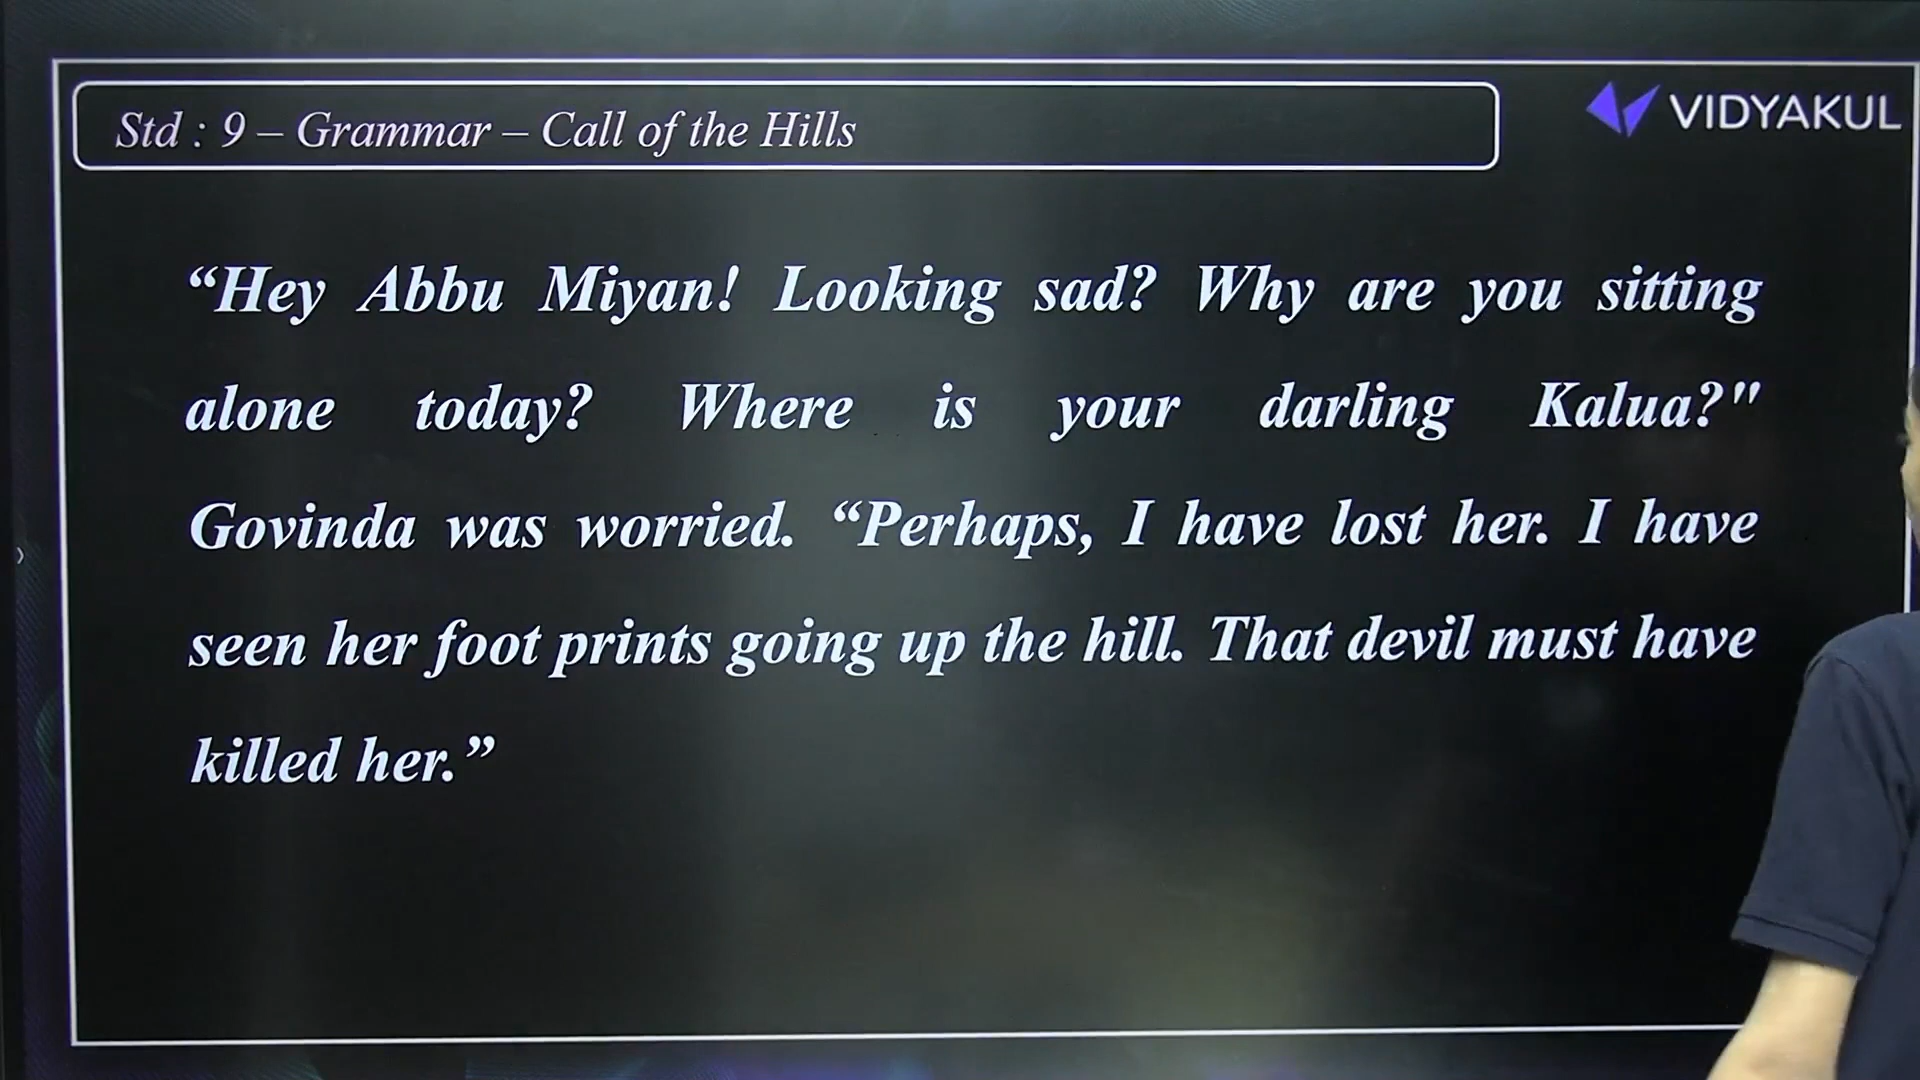 Std : 9 – Grammar – Call of the Hills
VIDYAKUL
“Hey Abbu Miyan! Looking sad? Why are you sitting
alone today? Where is your darling Kalua?"
Govinda was worried. “Perhaps, I have lost her. I have
seen her foot prints going up the hill. That devil must have
killed her.”